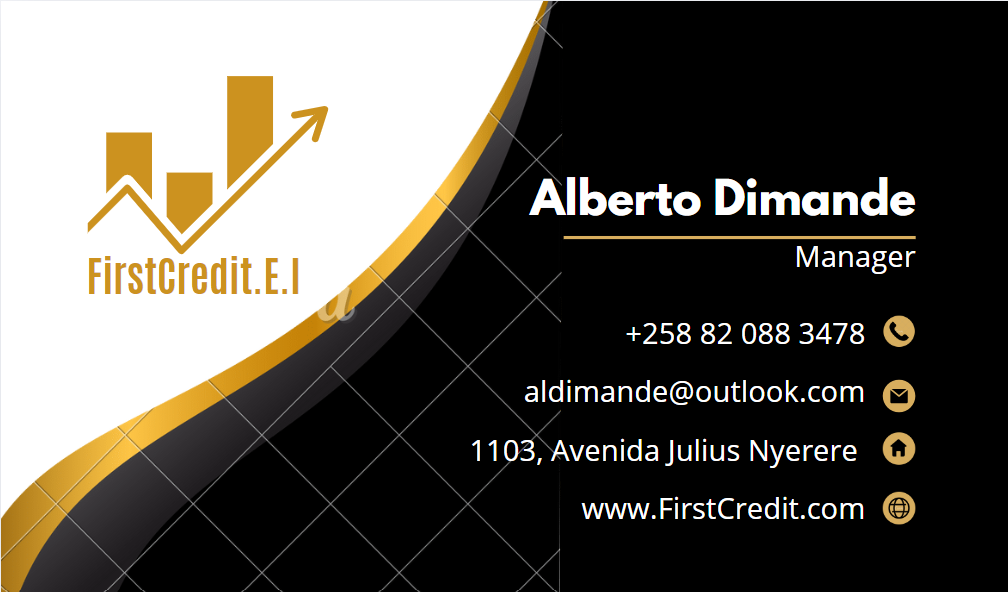 FirstCredit.E.I
Alberto Dimande
Manager
+258 82 088 3478
aldimande@outlook.com
1103, Avenida Julius Nyerere
www.FirstCredit.com